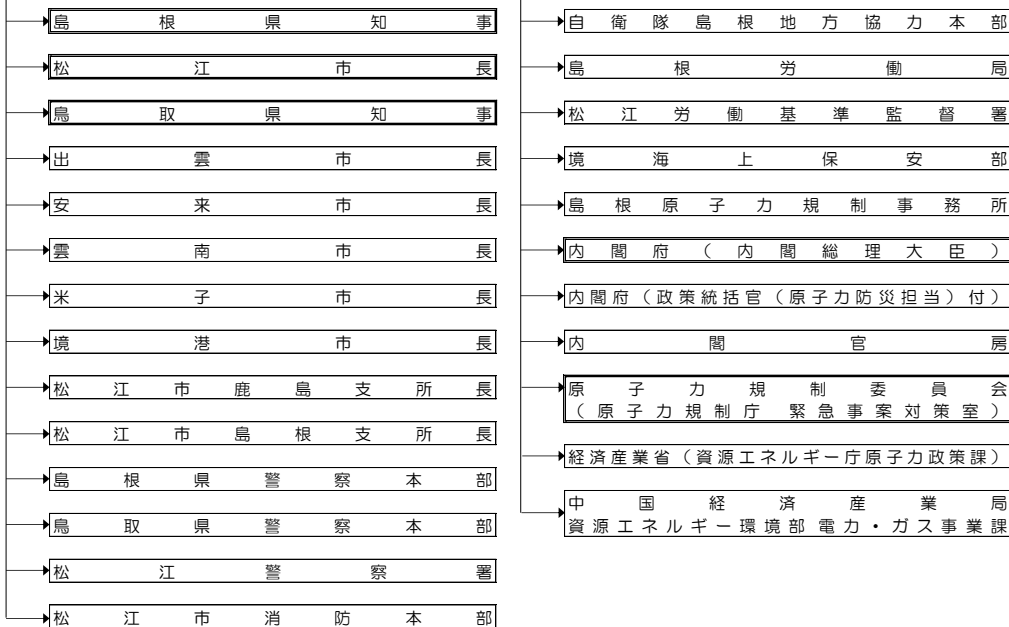 島根県知事
松江市長
鳥取県知事
出雲市長
安来市長
雲南市長
米子市長
境港市長
松江市鹿島支所長
松江市島根支所長
島根県警察本部
鳥取県警察本部
松江警察署
松江市消防本部
自衛隊島根地方協力本部
島根労働局
松江労働基準監督署
境海上保安部
島根原子力規制事務所
内閣府(内閣総理大臣)
内閣府(政策統括官(原子力防災担当)付)
内閣官房
原子力規制委員会
(原子力規制庁 緊急事案対策室)
経済産業省(資源エネルギー庁原子力政策課)
中国経済産業局
資源エネルギー環境部 電力・ガス事業課